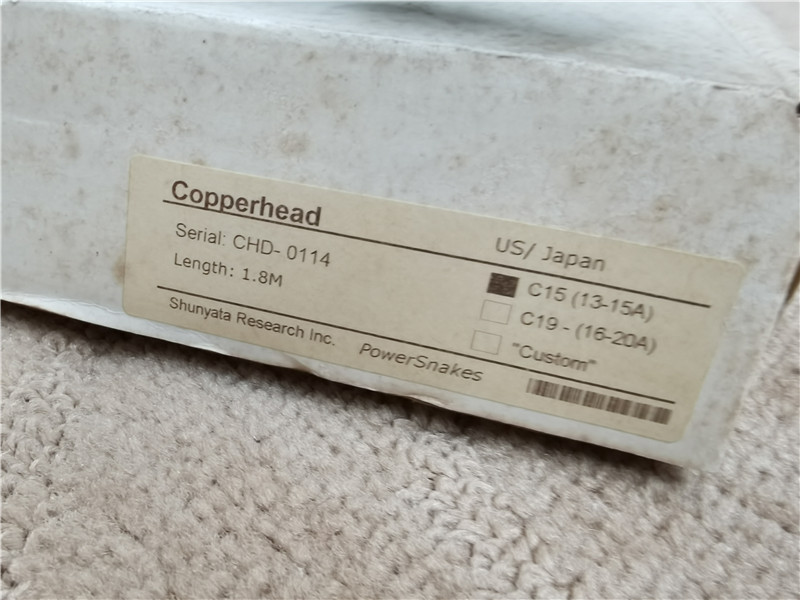 Copperhead
Serial: CHD- 0114
Length: 1.8M
US/ Japan
C15 (13-15A)
C19 - (16-20A)
"Custom"
Shunyata Research Inc.
PowerSnakes